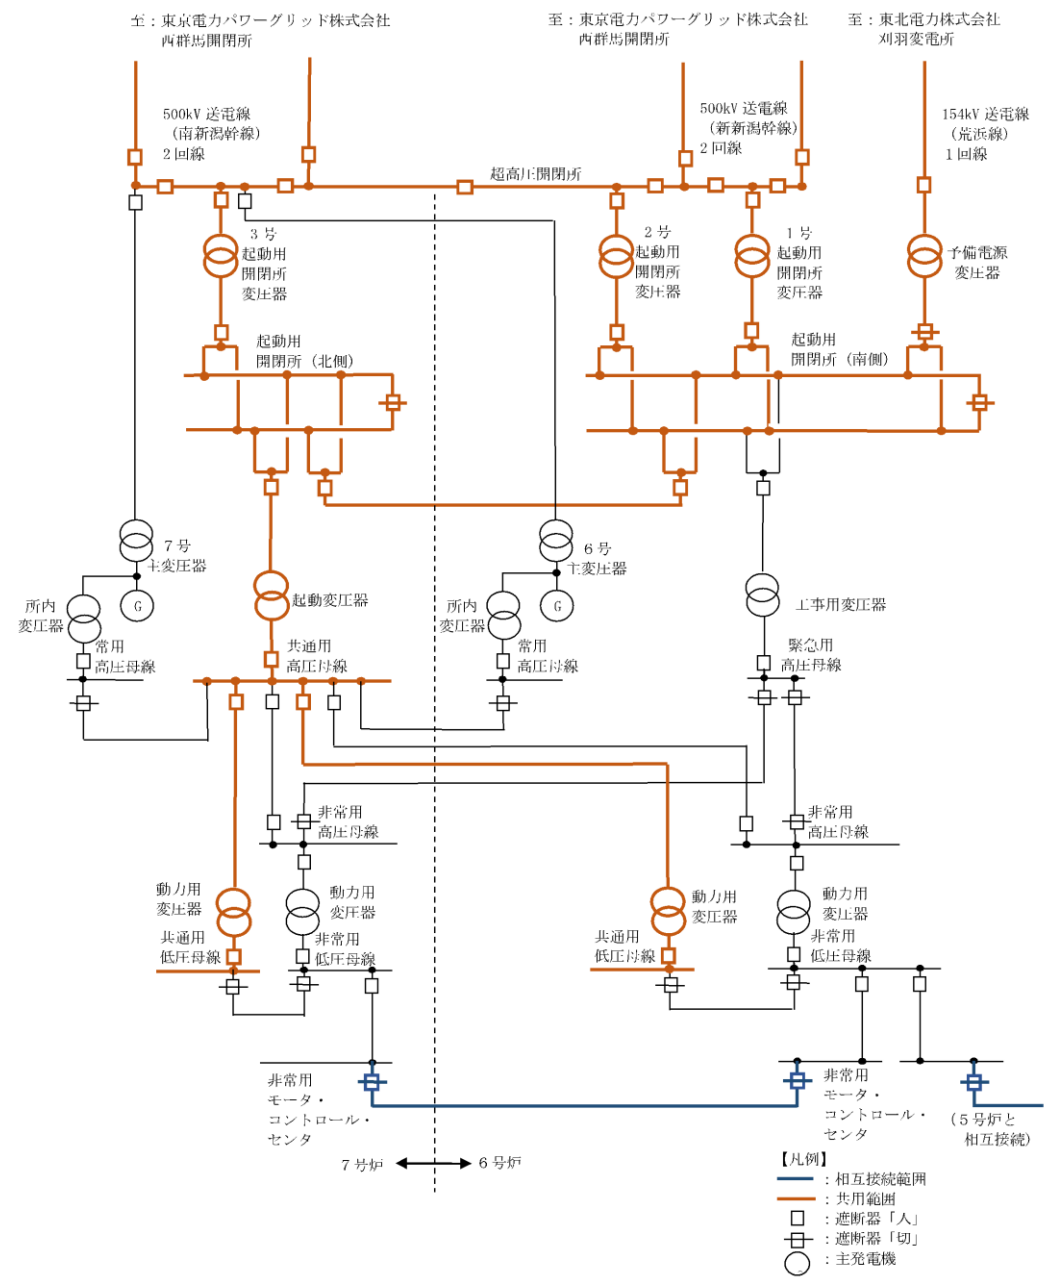 至：東京電力パワーグリッド株式会社
西群馬開閉所
至：東京電力パワーグリッド株式会社
西群馬開閉所
至：東北電力株式会社
刈羽変電所
500kV 送電線
（南新潟幹線）
2回線
500kV 送電線
（新新潟幹線）
2回線
154kV 送電線
（荒浜線）
1回線
超高圧開閉所
3号
起動用
開閉所
変圧器
2号
起動用
開閉所
変圧器
1号
起動用
開閉所
変圧器
予備電源
変圧器
起動用
開閉所（北側）
起動用
開閉所（南側）
7号
主変圧器
G
所内
変圧器
常用
高圧母線
起動変圧器
共通用
高圧母線
6号
主変圧器
G
所内
変圧器
常用
高圧母線
工事用変圧器
緊急用
高圧母線
非常用
高圧母線
非常用
高圧母線
動力用
変圧器
共通用
低圧母線
動力用
変圧器
非常用
低圧母線
動力用
変圧器
共通用
低圧母線
動力用
変圧器
非常用
低圧母線
非常用
モータ・
コントロール・
センタ
非常用
モータ・
コントロール・
センタ
（5号炉と
相互接続）
7号炉
6号炉
【凡例】
：相互接続範囲
：共用範囲
：遮断器「入」
：遮断器「切」
：主発電機